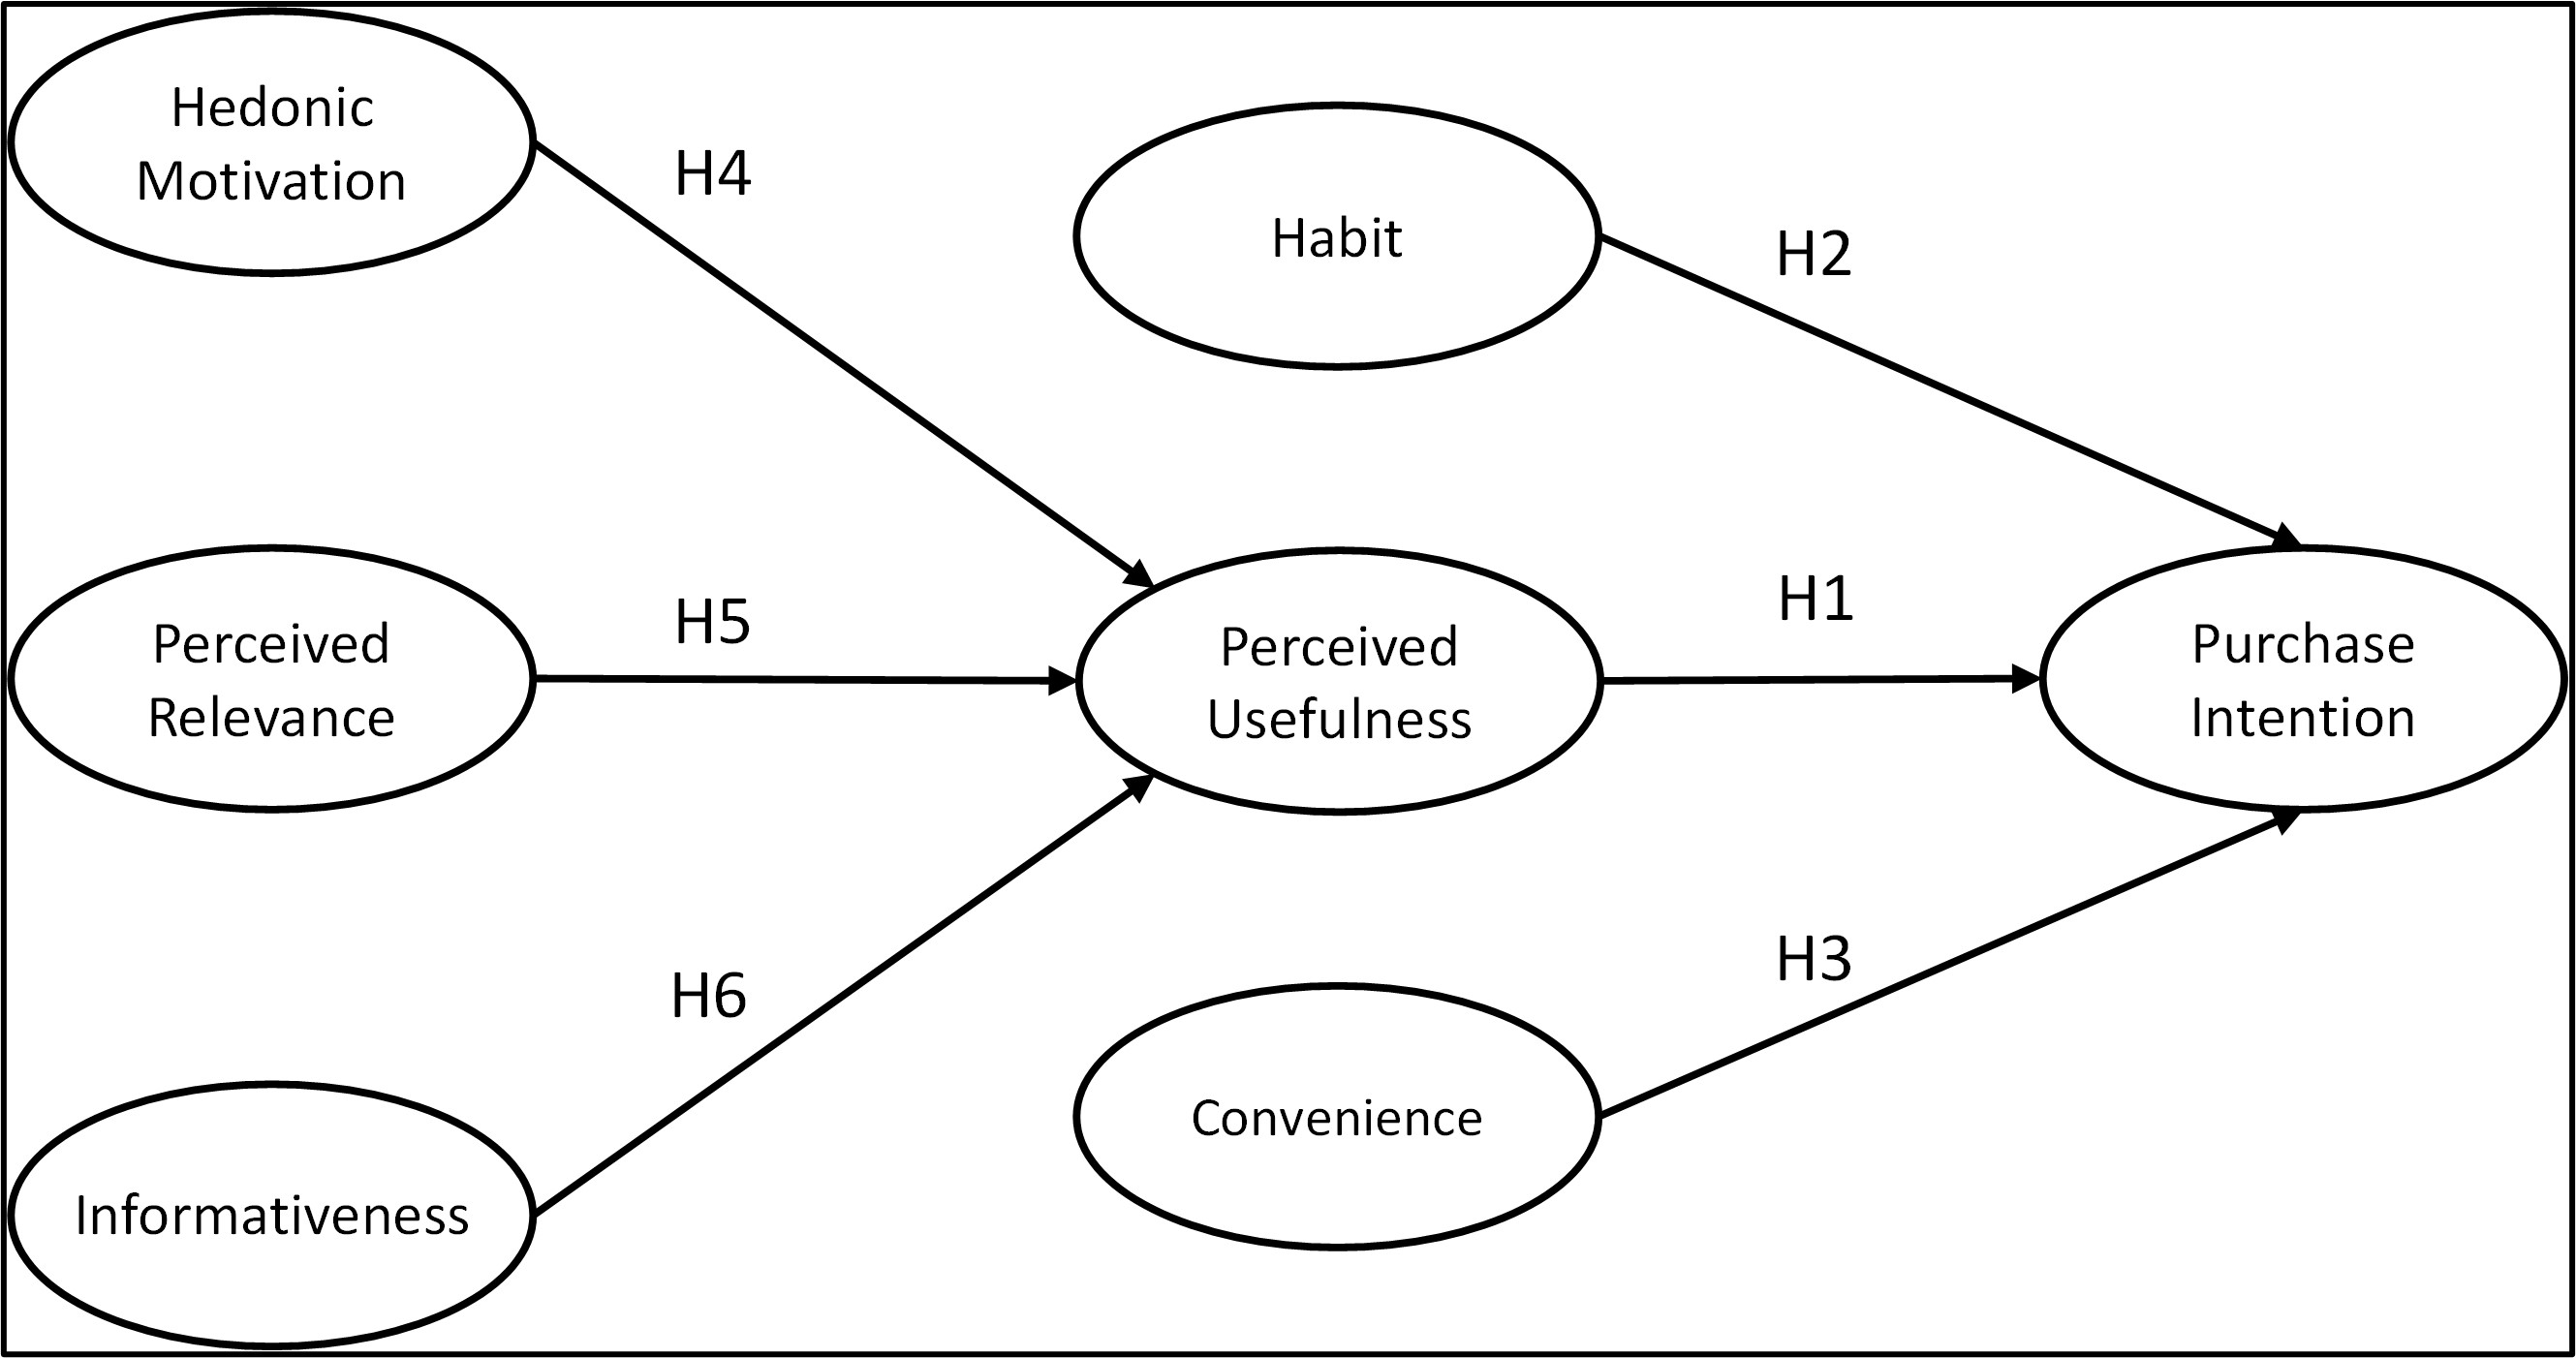 Hedonic
Motivation
H4
Habit
H2
Perceived
Relevance
H5
Perceived
Usefulness
H1
Purchase
Intention
H6
H3
Convenience
Informativeness